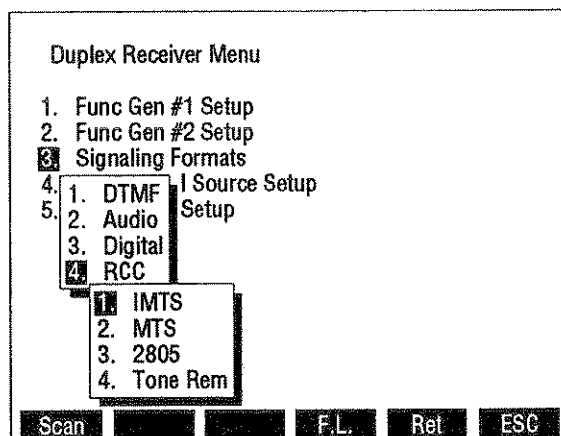 Duplex Receiver Menu
1. Func Gen #1 Setup
2. Func Gen #2 Setup
3. Signaling Formats
4. l Source Setup
5. Setup
1. DTMF
2. Audio
3. Digital
4. RCC
1. IMTS
2. MTS
3. 2805
4. Tone Rem
Scan F.L. Ret ESC